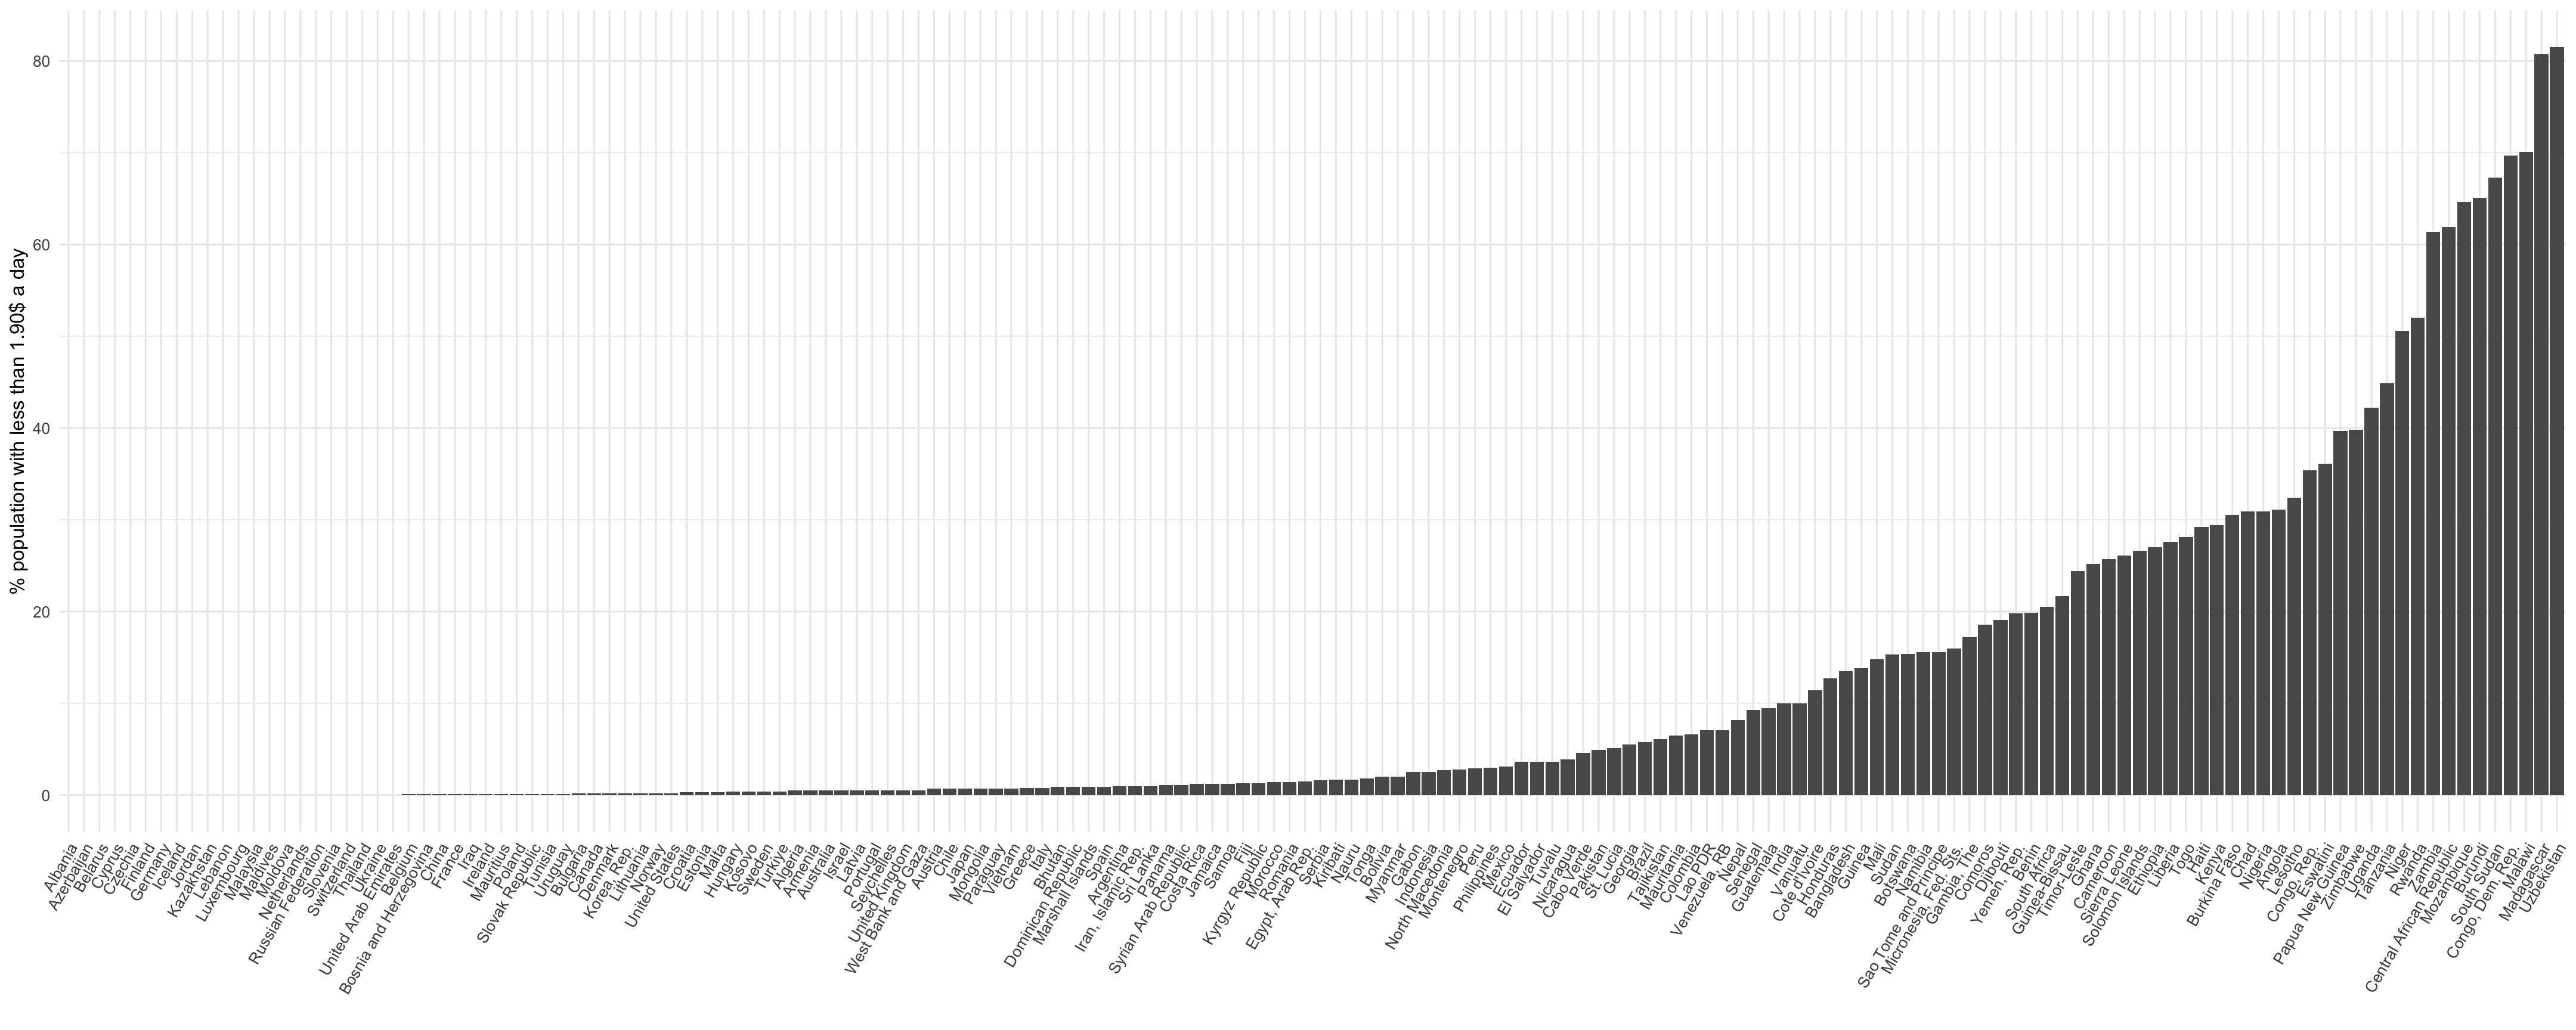 % population with less than 1.90$ a day
80
60
40
20
0
Albania
Azerbaijan
Belarus
Cyprus
Czechia
Finland
Germany
Iceland
Jordan
Kazakhstan
Lebanon
Luxembourg
Malaysia
Maldives
Moldova
Netherlands
Russian Federation
Slovenia
Switzerland
Thailand
Ukraine
United Arab Emirates
Belgium
Bosnia and Herzegovina
China
France
Iraq
Ireland
Mauritius
Poland
Slovak Republic
Tunisia
Uruguay
Bulgaria
Canada
Denmark
Korea, Rep.
Lithuania
Norway
United States
Croatia
Estonia
Malta
Hungary
Kosovo
Sweden
Turkiye
Algeria
Armenia
Australia
Israel
Latvia
Portugal
Seychelles
United Kingdom
West Bank and Gaza
Austria
Chile
Japan
Mongolia
Paraguay
Vietnam
Greece
Italy
Bhutan
Dominican Republic
Marshall Islands
Spain
Argentina
Iran, Islamic Rep.
Sri Lanka
Panama
Syrian Arab Republic
Costa Rica
Jamaica
Samoa
Fiji
Kyrgyz Republic
Morocco
Romania
Egypt, Arab Rep.
Serbia
Kiribati
Nauru
Tonga
Bolivia
Myanmar
Gabon
Indonesia
North Macedonia
Montenegro
Peru
Philippines
Mexico
Ecuador
El Salvador
Tuvalu
Nicaragua
Cabo Verde
Pakistan
St. Lucia
Georgia
Brazil
Tajikistan
Mauritania
Colombia
Lao PDR
Venezuela, RB
Nepal
Senegal
Guatemala
India
Vanuatu
Cote d'Ivoire
Honduras
Bangladesh
Guinea
Mali
Sudan
Botswana
Namibia
Sao Tome and Principe
Micronesia, Fed. Sts.
Gambia, The
Comoros
Djibouti
Yemen, Rep.
Benin
South Africa
Guinea-Bissau
Timor-Leste
Ghana
Cameroon
Sierra Leone
Solomon Islands
Ethiopia
Liberia
Togo
Haiti
Kenya
Burkina Faso
Chad
Nigeria
Angola
Lesotho
Congo, Rep.
Eswatini
Papua New Guinea
Zimbabwe
Uganda
Tanzania
Niger
Rwanda
Zambia
Central African Republic
Mozambique
Burundi
South Sudan
Congo, Dem. Rep.
Malawi
Madagascar
Uzbekistan